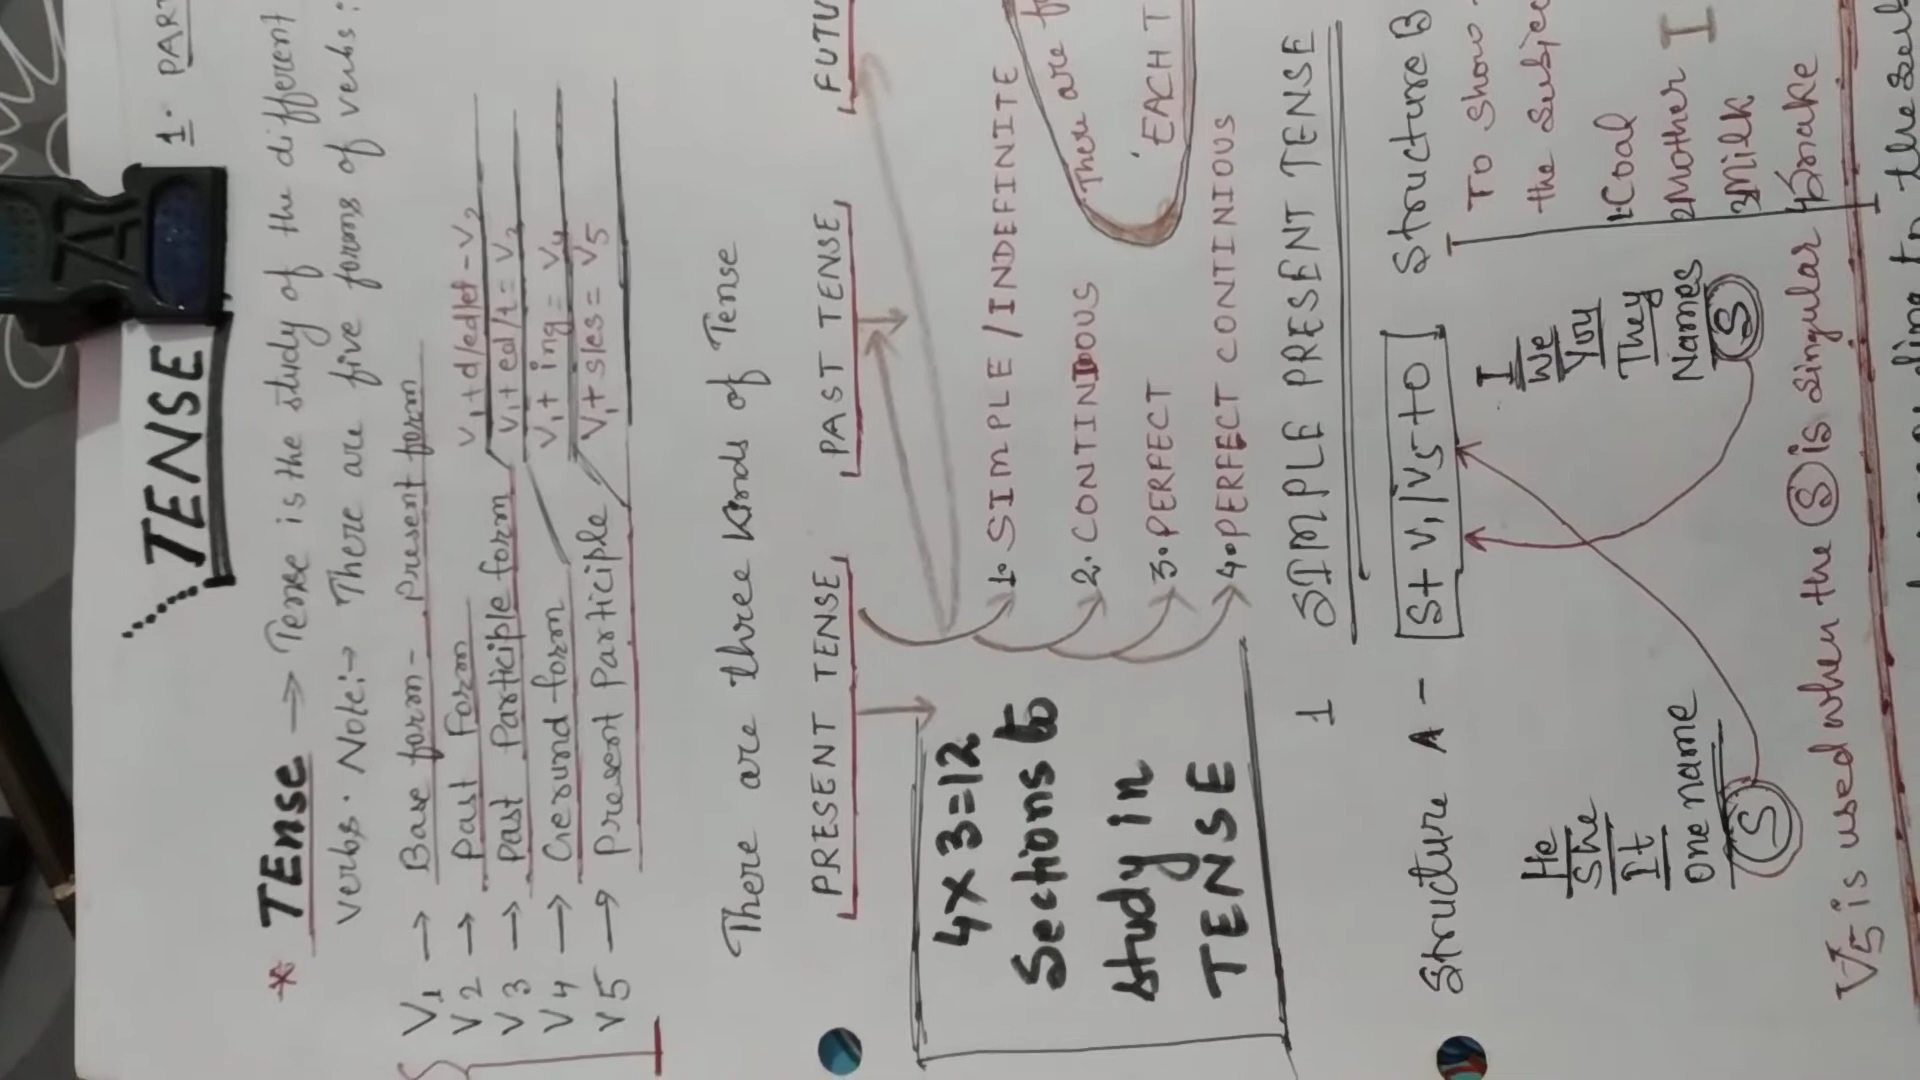 1. PART
TENSE
* TEnse → Tense is the study of the different
verbs. Note:→ There are five forms of verbs:
V1 → Base form - Present form
V2 → Past Form V1+d/ed/et - V2
V3 → Past Participle form V1+ ed/t = V3
V4 → Gerund form V1+ ing = V4
V5 → Present Participle V1+ s/es = V5
There are three kinds of Tense
PRESENT TENSE, PAST TENSE, FUTU
4X3=12
Sections to
study in
TENSE
1. SIMPLE /INDEFINITE
2. CONTINUOUS
3. PERFECT
4. PERFECT CONTINIOUS
There are
EACH T
1 SIMPLE PRESENT TENSE
Structure A - S+ V1/V5+O Structure B
He
She
It
One name
S
I
We
You
They
Names
S
To show
the subjec
1 Coal
2 Mother
3 Milk
4 Snake
V5 is used when the S is singular